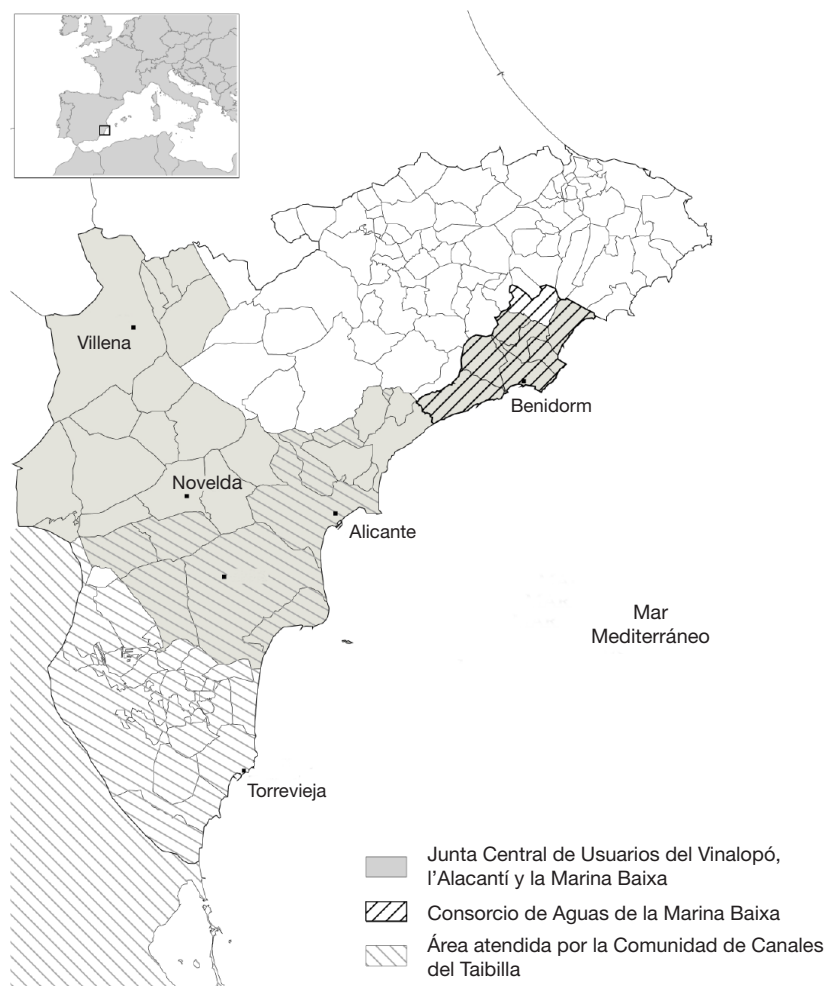 Villena
Benidorm
Novelda
Alicante
Mar
Mediterráneo
Torrevieja
Junta Central de Usuarios del Vinalopó,
l'Alacantí y la Marina Baixa
Consorcio de Aguas de la Marina Baixa
Área atendida por la Comunidad de Canales
del Taibilla